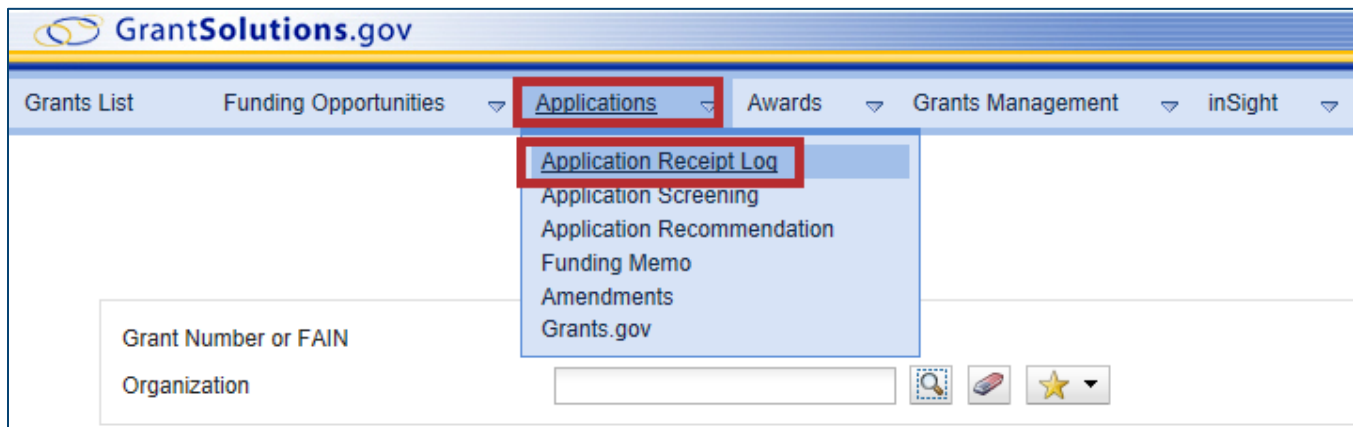 GrantSolutions.gov
Grants List Funding Opportunities Applications Awards Grants Management inSight
Application Receipt Log
Application Screening
Application Recommendation
Funding Memo
Amendments
Grants.gov
Grant Number or FAIN
Organization